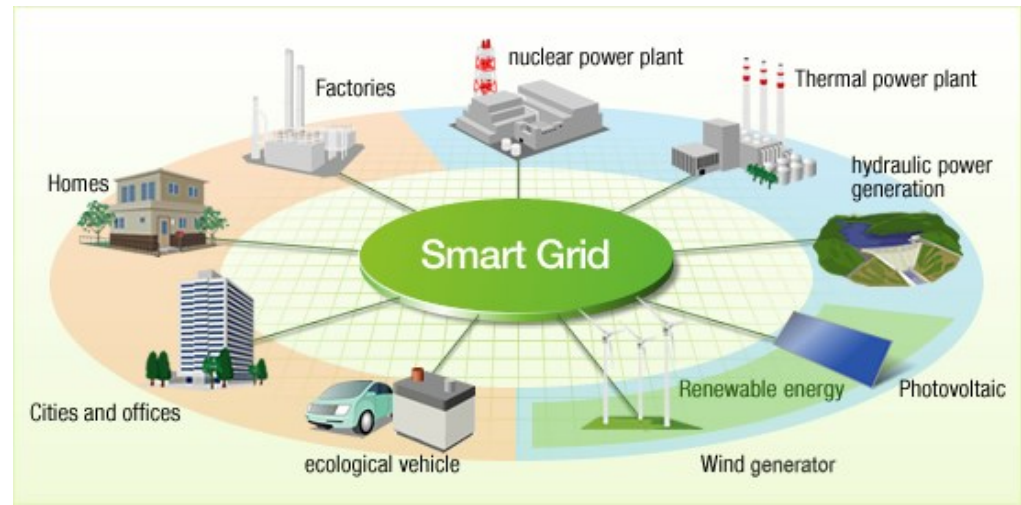 nuclear power plant
Factories
Thermal power plant
Homes
hydraulic power
generation
Smart Grid
Renewable energy
Photovoltaic
Cities and offices
ecological vehicle
Wind generator